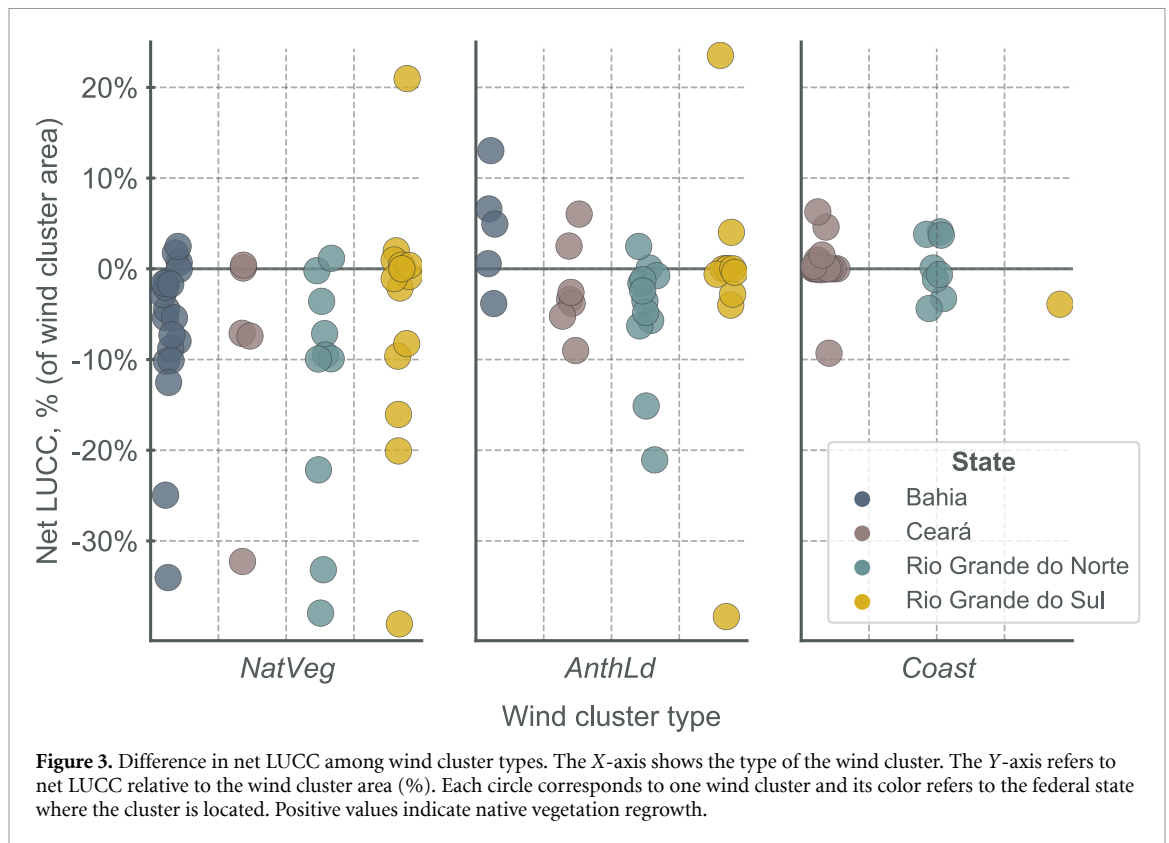 Net LUCC, % (of wind cluster area)
20%
10%
0%
-10%
-20%
-30%
NatVeg
AnthLd
Coast
Wind cluster type
State
Bahia
Ceará
Rio Grande do Norte
Rio Grande do Sul
Figure 3. Difference in net LUCC among wind cluster types. The X-axis shows the type of the wind cluster. The Y-axis refers to
net LUCC relative to the wind cluster area (%). Each circle corresponds to one wind cluster and its color refers to the federal state
where the cluster is located. Positive values indicate native vegetation regrowth.